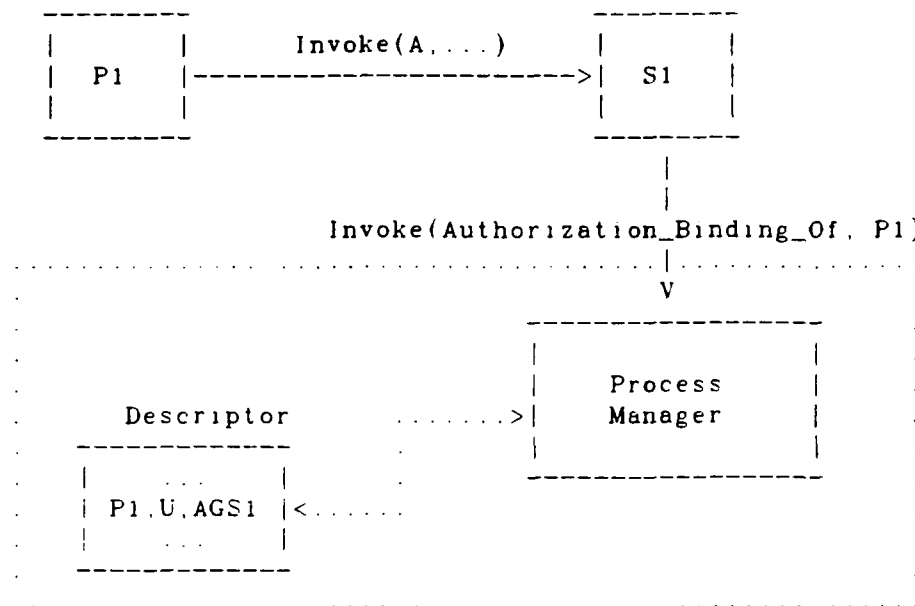 Invoke(A,...)
P1
S1
Invoke(Authorization_Binding_Of, P1)
Process
Manager
Descriptor
...
P1,U,AGS1
...